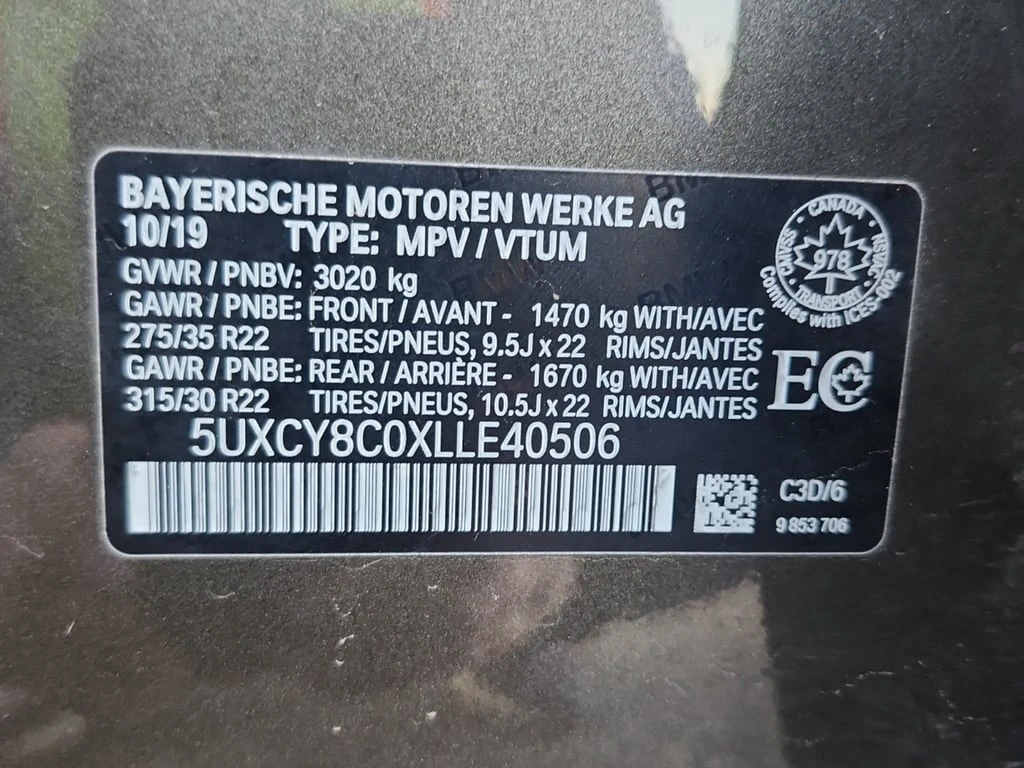 BAYERISCHE MOTOREN WERKE AG
10/19 TYPE: MPV / VTUM
GVWR / PNBV: 3020 kg
GAWR / PNBE: FRONT / AVANT - 1470 kg WITH/AVEC
275/35 R22 TIRES/PNEUS, 9.5J x 22 RIMS/JANTES
GAWR / PNBE: REAR / ARRIÈRE - 1670 kg WITH/AVEC
315/30 R22 TIRES/PNEUS, 10.5J x 22 RIMS/JANTES
5UXCY8C0XLLE40506
CANADA
978
TRANSPORT
CMVSS
NSVAC
Complies with ICES-002
EC
C3D/6
9 853 706